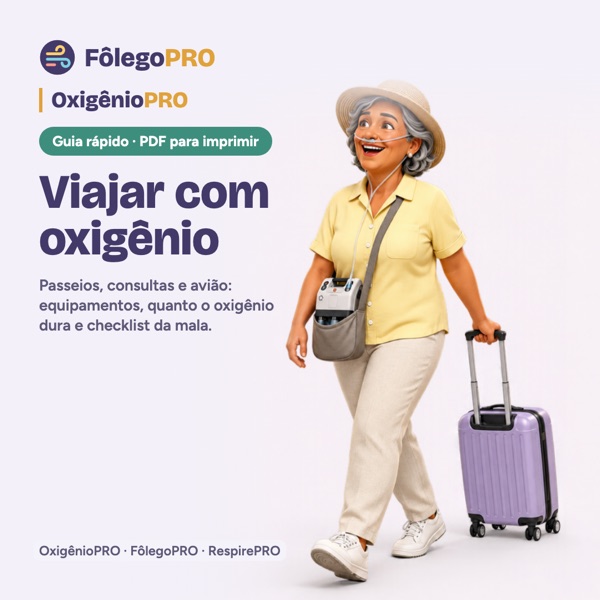 FôlegoPRO
OxigênioPRO
Guia rápido · PDF para imprimir
Viajar com
oxigênio
Passeios, consultas e avião:
equipamentos, quanto o oxigênio
dura e checklist da mala.
OxigênioPRO · FôlegoPRO · RespirePRO